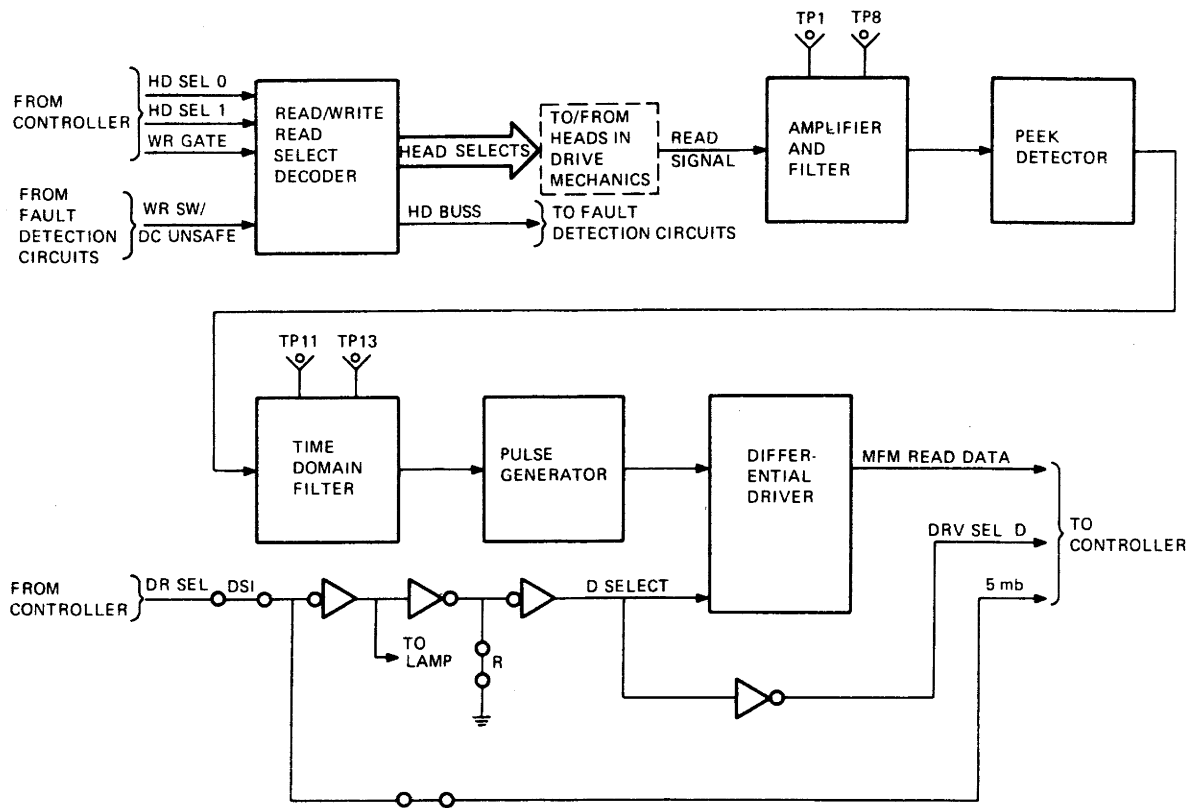 FROM
CONTROLLER
HD SEL 0
HD SEL 1
WR GATE
FROM
FAULT
DETECTION
CIRCUITS
WR SW/
DC UNSAFE
READ/WRITE
READ
SELECT
DECODER
HEAD SELECTS
HD BUSS
TO/FROM
HEADS IN
DRIVE
MECHANICS
TO FAULT
DETECTION CIRCUITS
READ
SIGNAL
TP1
TP8
AMPLIFIER
AND
FILTER
PEEK
DETECTOR
TP11
TP13
TIME
DOMAIN
FILTER
PULSE
GENERATOR
DIFFER-
ENTIAL
DRIVER
MFM READ DATA
DRV SEL D
5 mb
TO
CONTROLLER
FROM
CONTROLLER
DR SEL
DSI
TO
LAMP
R
D SELECT